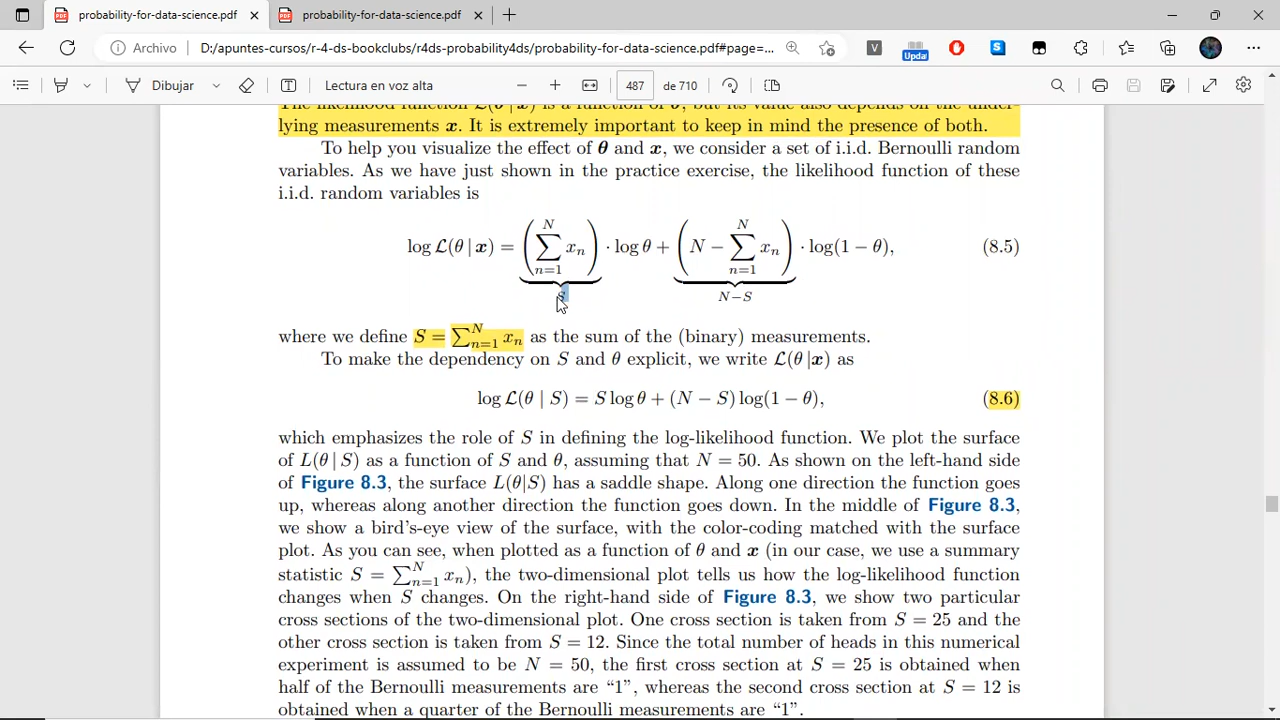 probability-for-data-science.pdf
probability-for-data-science.pdf
Archivo D:/apuntes-cursos/r-4-ds-bookclubs/r4ds-probability4ds/probability-for-data-science.pdf#page=...
V
Upda
S
Dibujar
Lectura en voz alta
487 de 710
The likelihood function ℒ(θ | x) is a function of θ, but its value also depends on the under-
lying measurements x. It is extremely important to keep in mind the presence of both.
To help you visualize the effect of θ and x, we consider a set of i.i.d. Bernoulli random
variables. As we have just shown in the practice exercise, the likelihood function of these
i.i.d. random variables is
log ℒ(θ | x) = (∑_{n=1}^{N} x_n) · log θ + (N − ∑_{n=1}^{N} x_n) · log(1 − θ), (8.5)
S N−S
where we define S = ∑_{n=1}^{N} x_n as the sum of the (binary) measurements.
To make the dependency on S and θ explicit, we write ℒ(θ | x) as
log ℒ(θ | S) = S log θ + (N − S) log(1 − θ), (8.6)
which emphasizes the role of S in defining the log-likelihood function. We plot the surface
of L(θ | S) as a function of S and θ, assuming that N = 50. As shown on the left-hand side
of Figure 8.3, the surface L(θ|S) has a saddle shape. Along one direction the function goes
up, whereas along another direction the function goes down. In the middle of Figure 8.3,
we show a bird's-eye view of the surface, with the color-coding matched with the surface
plot. As you can see, when plotted as a function of θ and x (in our case, we use a summary
statistic S = ∑_{n=1}^{N} x_n), the two-dimensional plot tells us how the log-likelihood function
changes when S changes. On the right-hand side of Figure 8.3, we show two particular
cross sections of the two-dimensional plot. One cross section is taken from S = 25 and the
other cross section is taken from S = 12. Since the total number of heads in this numerical
experiment is assumed to be N = 50, the first cross section at S = 25 is obtained when
half of the Bernoulli measurements are "1", whereas the second cross section at S = 12 is
obtained when a quarter of the Bernoulli measurements are "1".